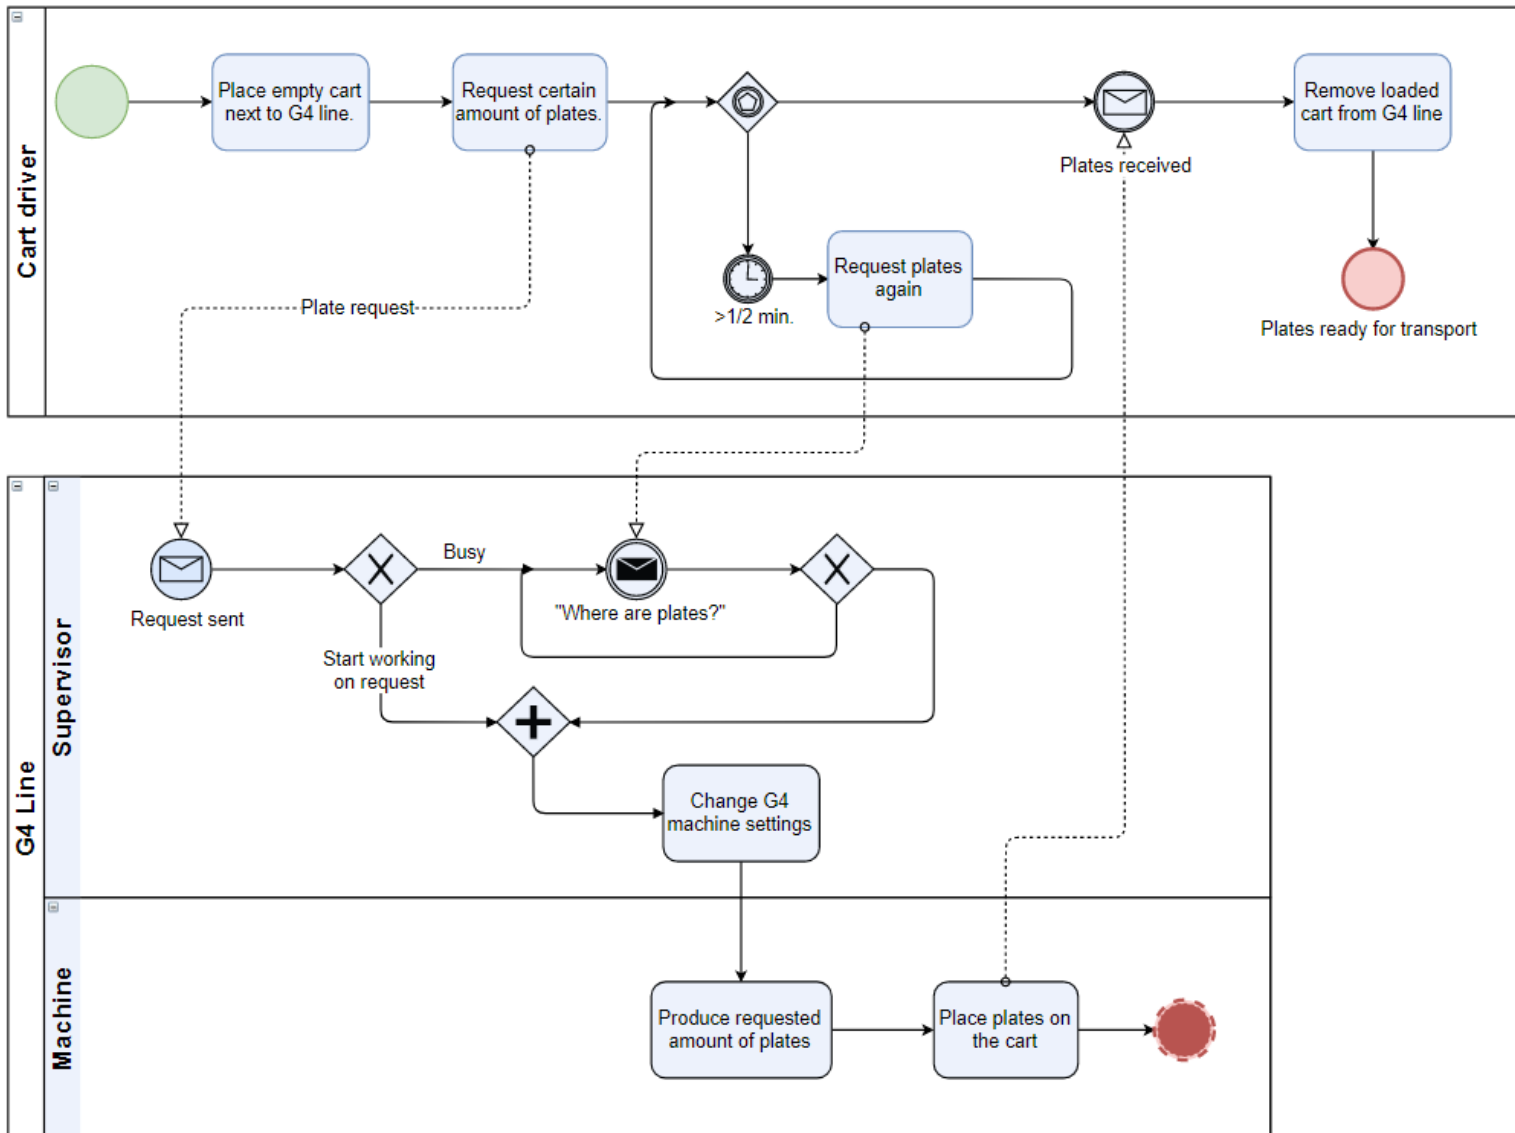 Cart driver
Place empty cart
next to G4 line.
Request certain
amount of plates.
Plates received
Remove loaded
cart from G4 line
>1/2 min.
Request plates
again
Plate request
Plates ready for transport
G4 Line
Supervisor
Request sent
Busy
"Where are plates?"
Start working
on request
Change G4
machine settings
Machine
Produce requested
amount of plates
Place plates on
the cart